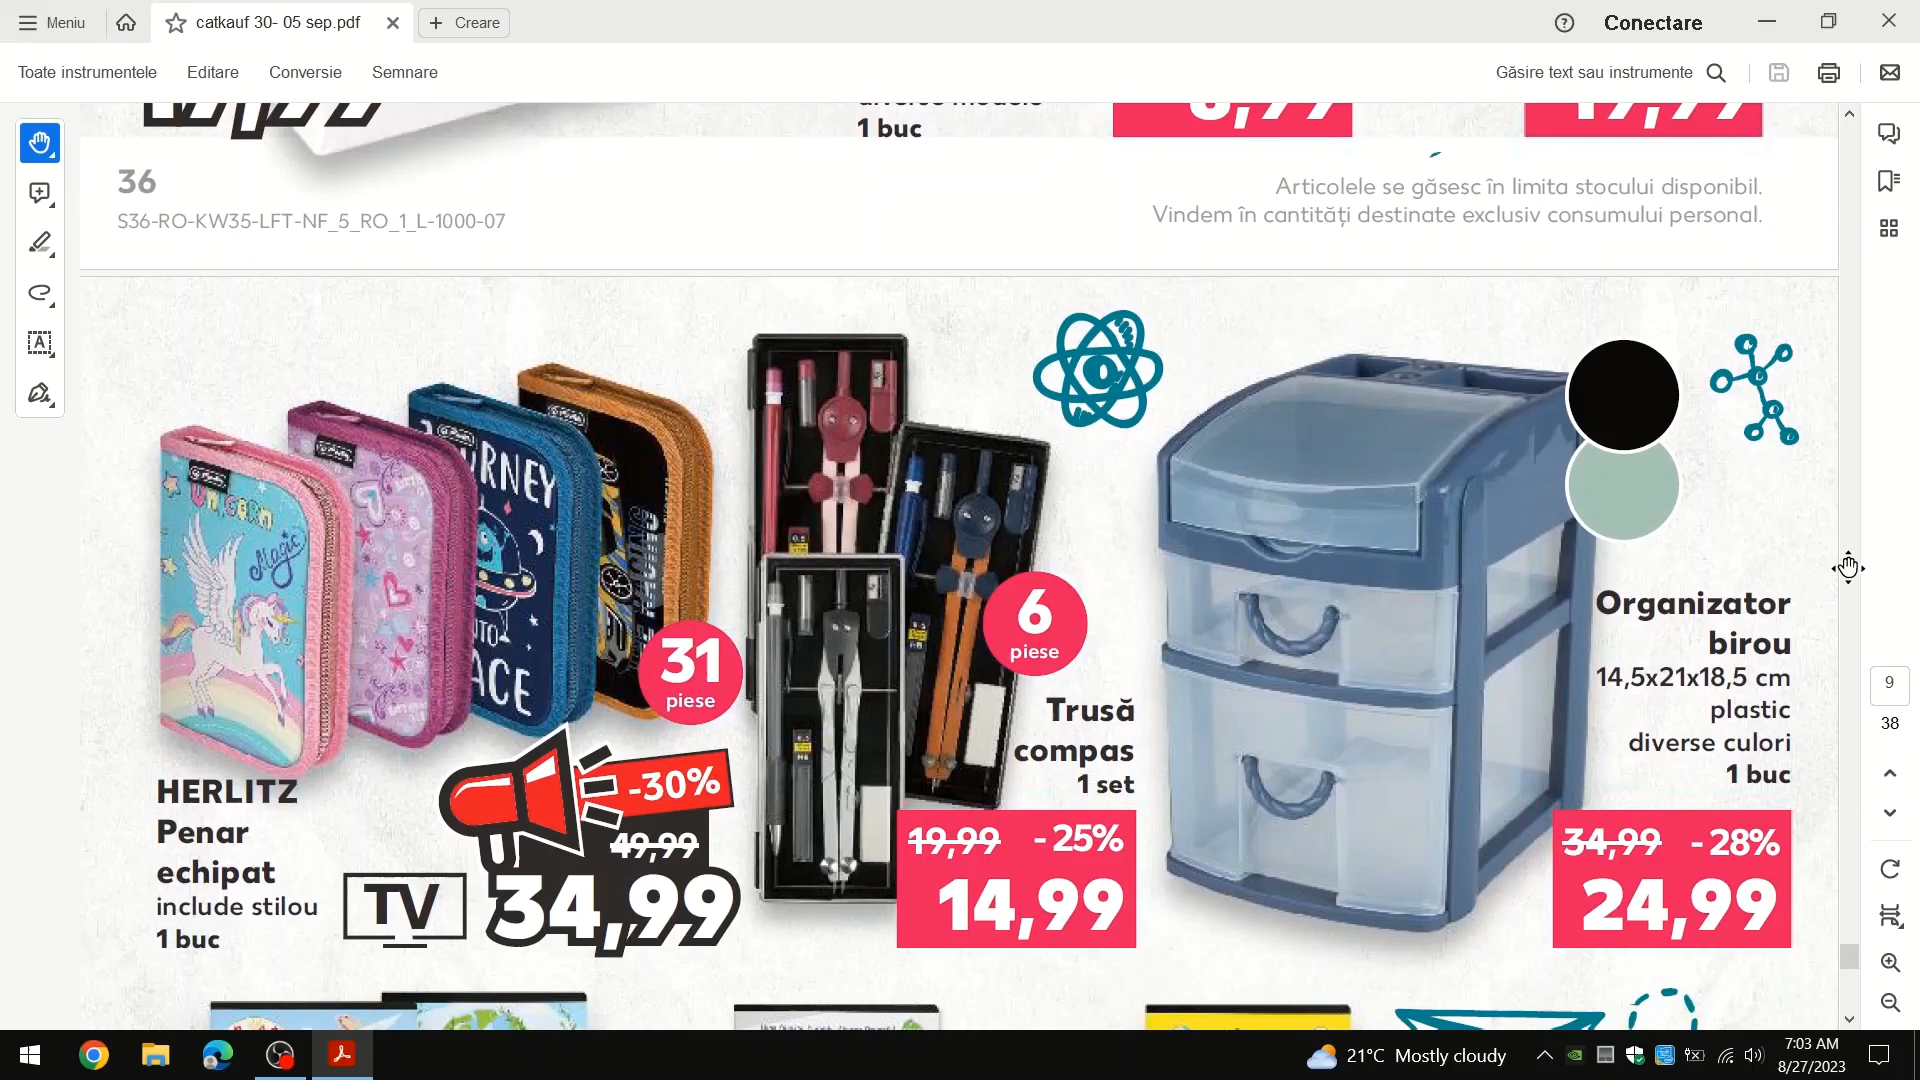 Meniu
catkauf 30- 05 sep.pdf
Creare
Conectare
Toate instrumentele
Editare
Conversie
Semnare
Găsire text sau instrumente
1 buc
36
S36-RO-KW35-LFT-NF_5_RO_1_L-1000-07
Articolele se găsesc în limita stocului disponibil.
Vindem în cantități destinate exclusiv consumului personal.
UNICORN
Magic
31
piese
HERLITZ
Penar
echipat
include stilou
1 buc
TV
-30%
49,99
34,99
6
piese
Trusă
compas
1 set
19,99 -25%
14,99
Organizator
birou
14,5x21x18,5 cm
plastic
diverse culori
1 buc
34,99 -28%
24,99
9
38
21°C Mostly cloudy
7:03 AM
8/27/2023